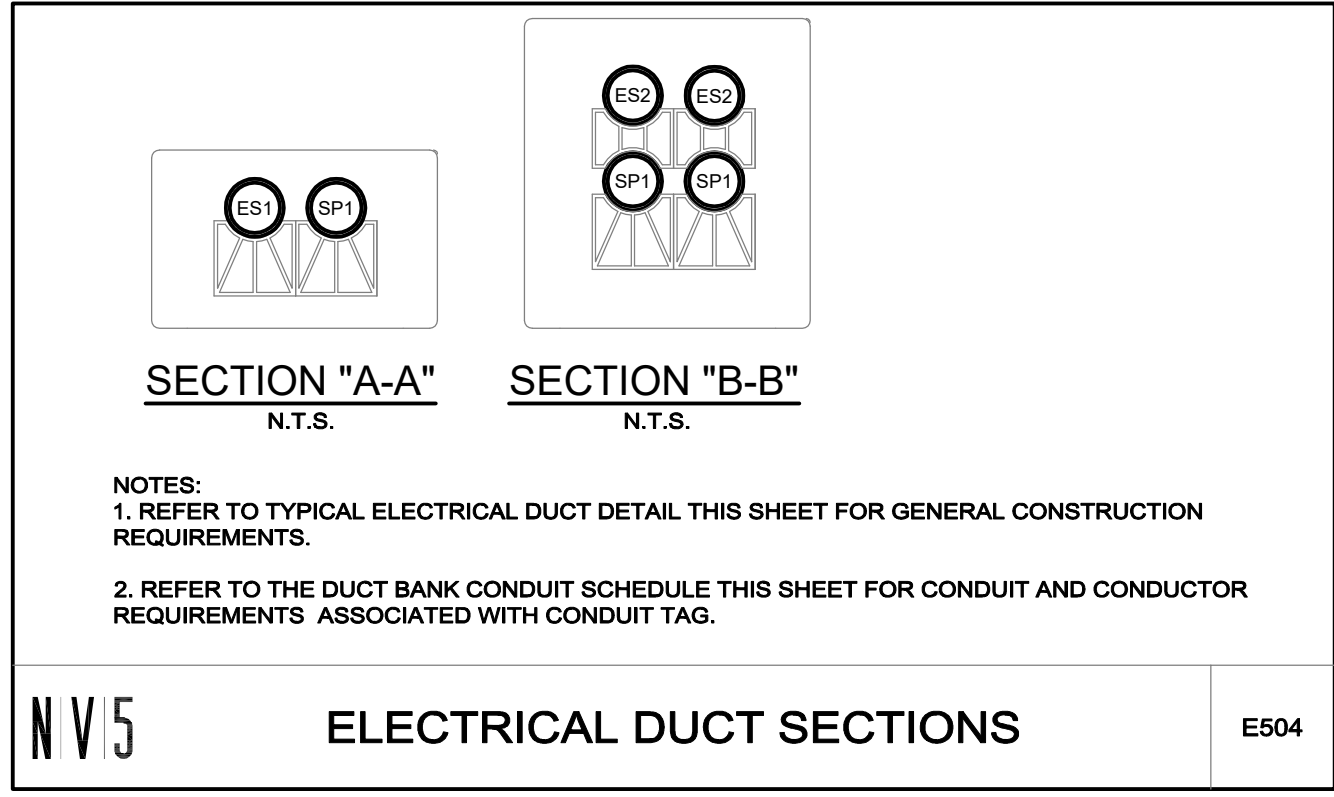 ES1 SP1
ES2 ES2
SP1 SP1
SECTION "A-A"
N.T.S.
SECTION "B-B"
N.T.S.
NOTES:
1. REFER TO TYPICAL ELECTRICAL DUCT DETAIL THIS SHEET FOR GENERAL CONSTRUCTION
REQUIREMENTS.
2. REFER TO THE DUCT BANK CONDUIT SCHEDULE THIS SHEET FOR CONDUIT AND CONDUCTOR
REQUIREMENTS  ASSOCIATED WITH CONDUIT TAG.
N|V|5
ELECTRICAL DUCT SECTIONS
E504